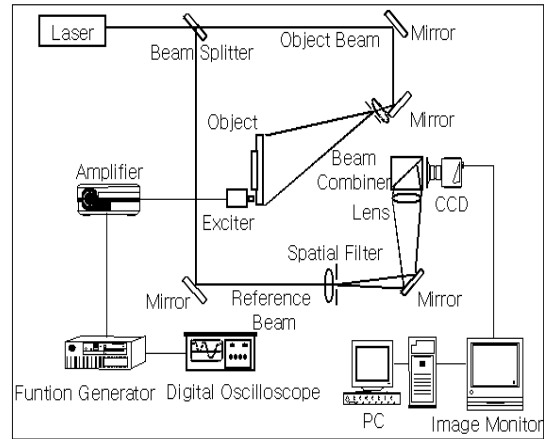 Laser
Beam Splitter
Object Beam
Mirror
Object
Mirror
Amplifier
Beam
Combiner
Exciter
Lens
CCD
Spatial Filter
Mirror
Reference
Beam
Mirror
Funtion Generator
Digital Oscilloscope
PC
Image Monitor